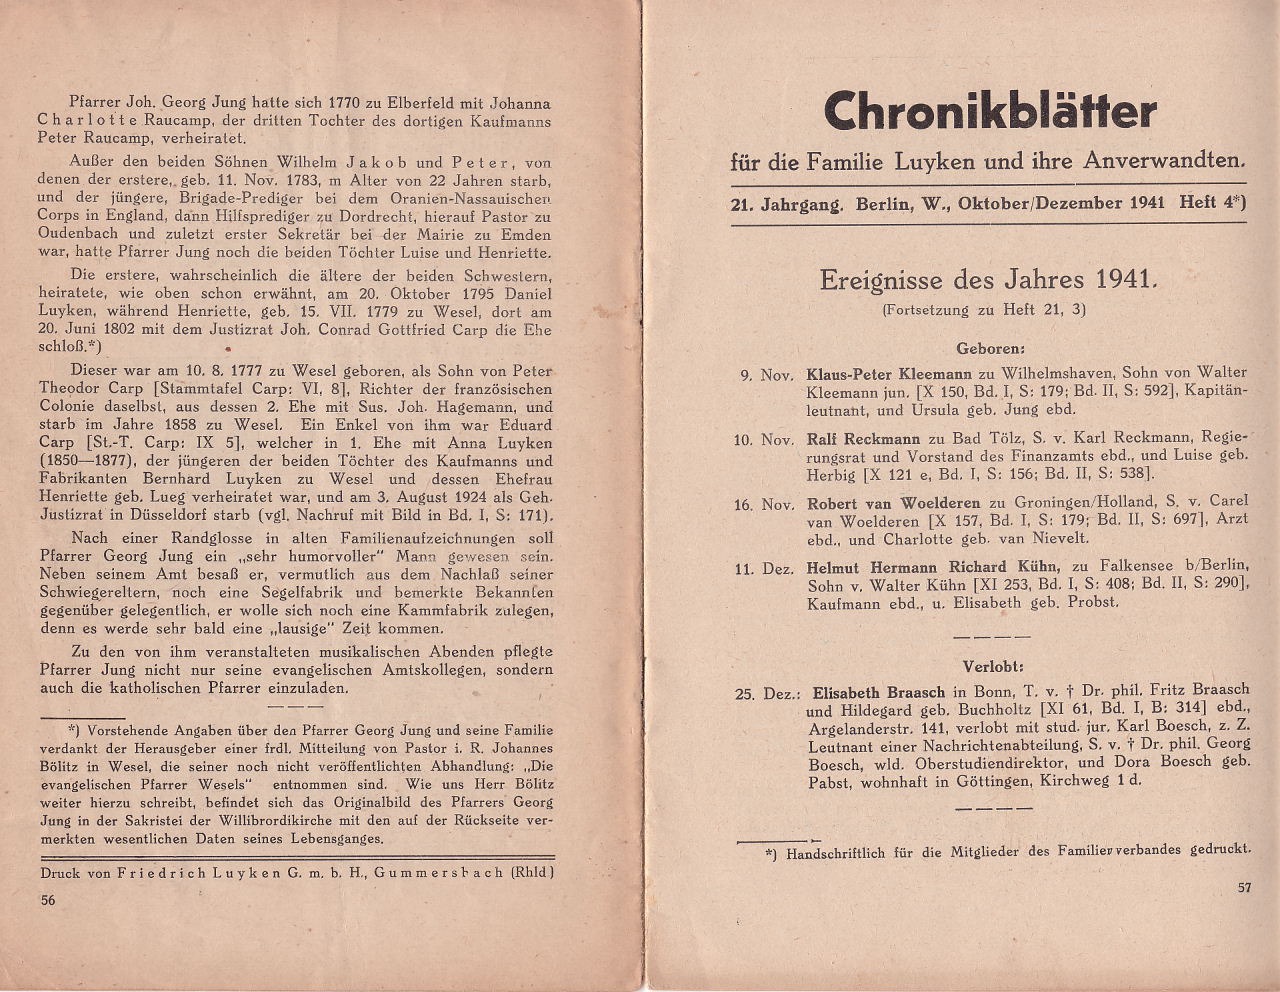 Pfarrer Joh. Georg Jung hatte sich 1770 zu Elberfeld mit Johanna
Charlotte Raucamp, der dritten Tochter des dortigen Kaufmanns
Peter Raucamp, verheiratet.
Außer den beiden Söhnen Wilhelm Jakob und Peter, von
denen der erstere, geb. 11. Nov. 1783, m Alter von 22 Jahren starb,
und der jüngere, Brigade-Prediger bei dem Oranien-Nassauischen
Corps in England, dann Hilfsprediger zu Dordrecht, hierauf Pastor zu
Oudenbach und zuletzt erster Sekretär bei der Mairie zu Emden
war, hatte Pfarrer Jung noch die beiden Töchter Luise und Henriette.
Die erstere, wahrscheinlich die ältere der beiden Schwestern,
heiratete, wie oben schon erwähnt, am 20. Oktober 1795 Daniel
Luyken, während Henriette, geb. 15. VII. 1779 zu Wesel, dort am
20. Juni 1802 mit dem Justizrat Joh. Conrad Gottfried Carp die Ehe
schloß.*)
Dieser war am 10. 8. 1777 zu Wesel geboren, als Sohn von Peter
Theodor Carp [Stammtafel Carp: VI, 8], Richter der französischen
Colonie daselbst, aus dessen 2. Ehe mit Sus. Joh. Hagemann, und
starb im Jahre 1858 zu Wesel. Ein Enkel von ihm war Eduard
Carp [St.-T. Carp: IX 5], welcher in 1. Ehe mit Anna Luyken
(1850—1877), der jüngeren der beiden Töchter des Kaufmanns und
Fabrikanten Bernhard Luyken zu Wesel und dessen Ehefrau
Henriette geb. Lueg verheiratet war, und am 3. August 1924 als Geh.
Justizrat in Düsseldorf starb (vgl. Nachruf mit Bild in Bd. I, S: 171).
Nach einer Randglosse in alten Familienaufzeichnungen soll
Pfarrer Georg Jung ein „sehr humorvoller“ Mann gewesen sein.
Neben seinem Amt besaß er, vermutlich aus dem Nachlaß seiner
Schwiegereltern, noch eine Segelfabrik und bemerkte Bekannten
gegenüber gelegentlich, er wolle sich noch eine Kammfabrik zulegen,
denn es werde sehr bald eine „lausige“ Zeit kommen.
Zu den von ihm veranstalteten musikalischen Abenden pflegte
Pfarrer Jung nicht nur seine evangelischen Amtskollegen, sondern
auch die katholischen Pfarrer einzuladen.
*) Vorstehende Angaben über den Pfarrer Georg Jung und seine Familie
verdankt der Herausgeber einer frdl. Mitteilung von Pastor i. R. Johannes
Bölitz in Wesel, die seiner noch nicht veröffentlichten Abhandlung: „Die
evangelischen Pfarrer Wesels“ entnommen sind. Wie uns Herr Bölitz
weiter hierzu schreibt, befindet sich das Originalbild des Pfarrers Georg
Jung in der Sakristei der Willibrordikirche mit den auf der Rückseite ver-
merkten wesentlichen Daten seines Lebensganges.
Druck von Friedrich Luyken G. m. b. H., Gummersbach (Rhld)
56
Chronikblätter
für die Familie Luyken und ihre Anverwandten.
21. Jahrgang. Berlin, W., Oktober/Dezember 1941 Heft 4*)
Ereignisse des Jahres 1941.
(Fortsetzung zu Heft 21, 3)
Geboren:
9. Nov. Klaus-Peter Kleemann zu Wilhelmshaven, Sohn von Walter
Kleemann jun. [X 150, Bd. I, S: 179; Bd. II, S: 592], Kapitän-
leutnant, und Ursula geb. Jung ebd.
10. Nov. Ralf Reckmann zu Bad Tölz, S. v. Karl Reckmann, Regie-
rungsrat und Vorstand des Finanzamts ebd., und Luise geb.
Herbig [X 121 e, Bd. I, S: 156; Bd. II, S: 538].
16. Nov. Robert van Woelderen zu Groningen/Holland, S. v. Carel
van Woelderen [X 157, Bd. I, S: 179; Bd. II, S: 697], Arzt
ebd., und Charlotte geb. van Nievelt.
11. Dez. Helmut Hermann Richard Kühn, zu Falkensee b/Berlin,
Sohn v. Walter Kühn [XI 253, Bd. I, S: 408; Bd. II, S: 290],
Kaufmann ebd., u. Elisabeth geb. Probst.
Verlobt:
25. Dez.: Elisabeth Braasch in Bonn, T. v. † Dr. phil. Fritz Braasch
und Hildegard geb. Buchholtz [XI 61, Bd. I, B: 314] ebd.,
Argelanderstr. 141, verlobt mit stud. jur. Karl Boesch, z. Z.
Leutnant einer Nachrichtenabteilung, S. v. † Dr. phil. Georg
Boesch, wld. Oberstudiendirektor, und Dora Boesch geb.
Pabst, wohnhaft in Göttingen, Kirchweg 1 d.
*) Handschriftlich für die Mitglieder des Familienverbandes gedruckt.
57